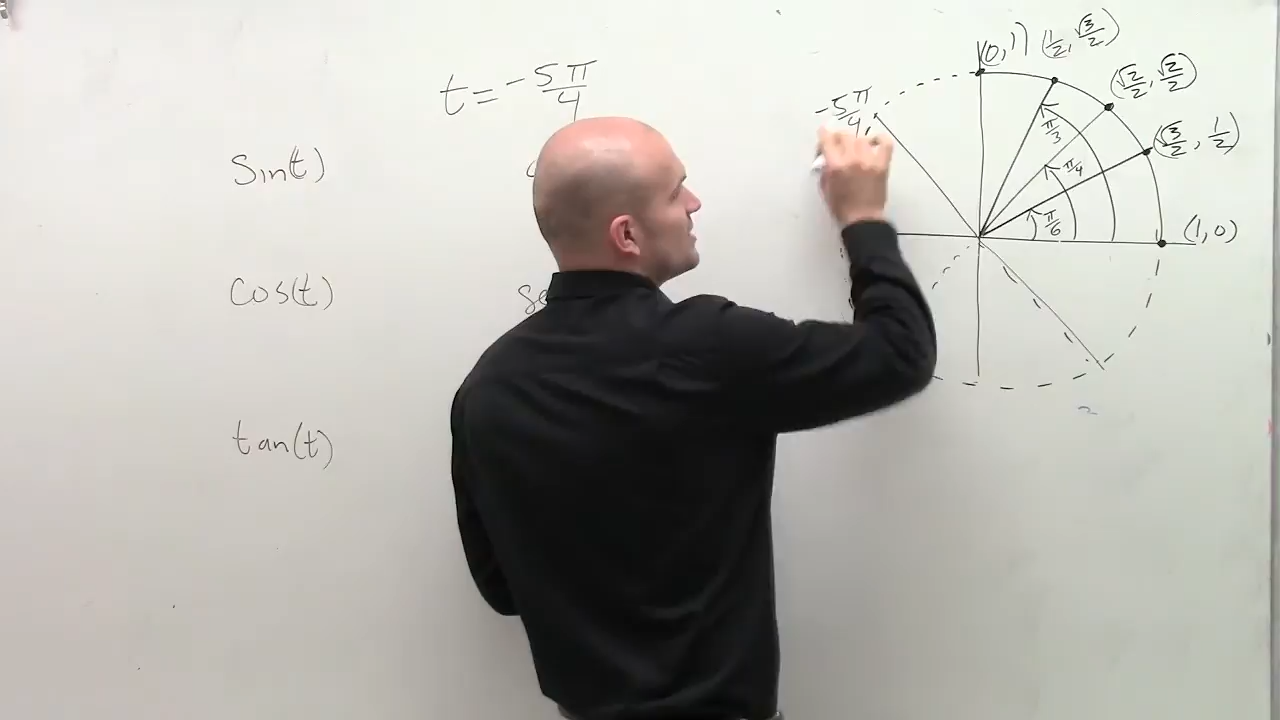 t = -5π/4
sin(t)
cos(t)
se
tan(t)
-5π/4
(0,1)
(1/2, √3/2)
(√2/2, √2/2)
(√3/2, 1/2)
(1,0)
π/3
π/4
π/6